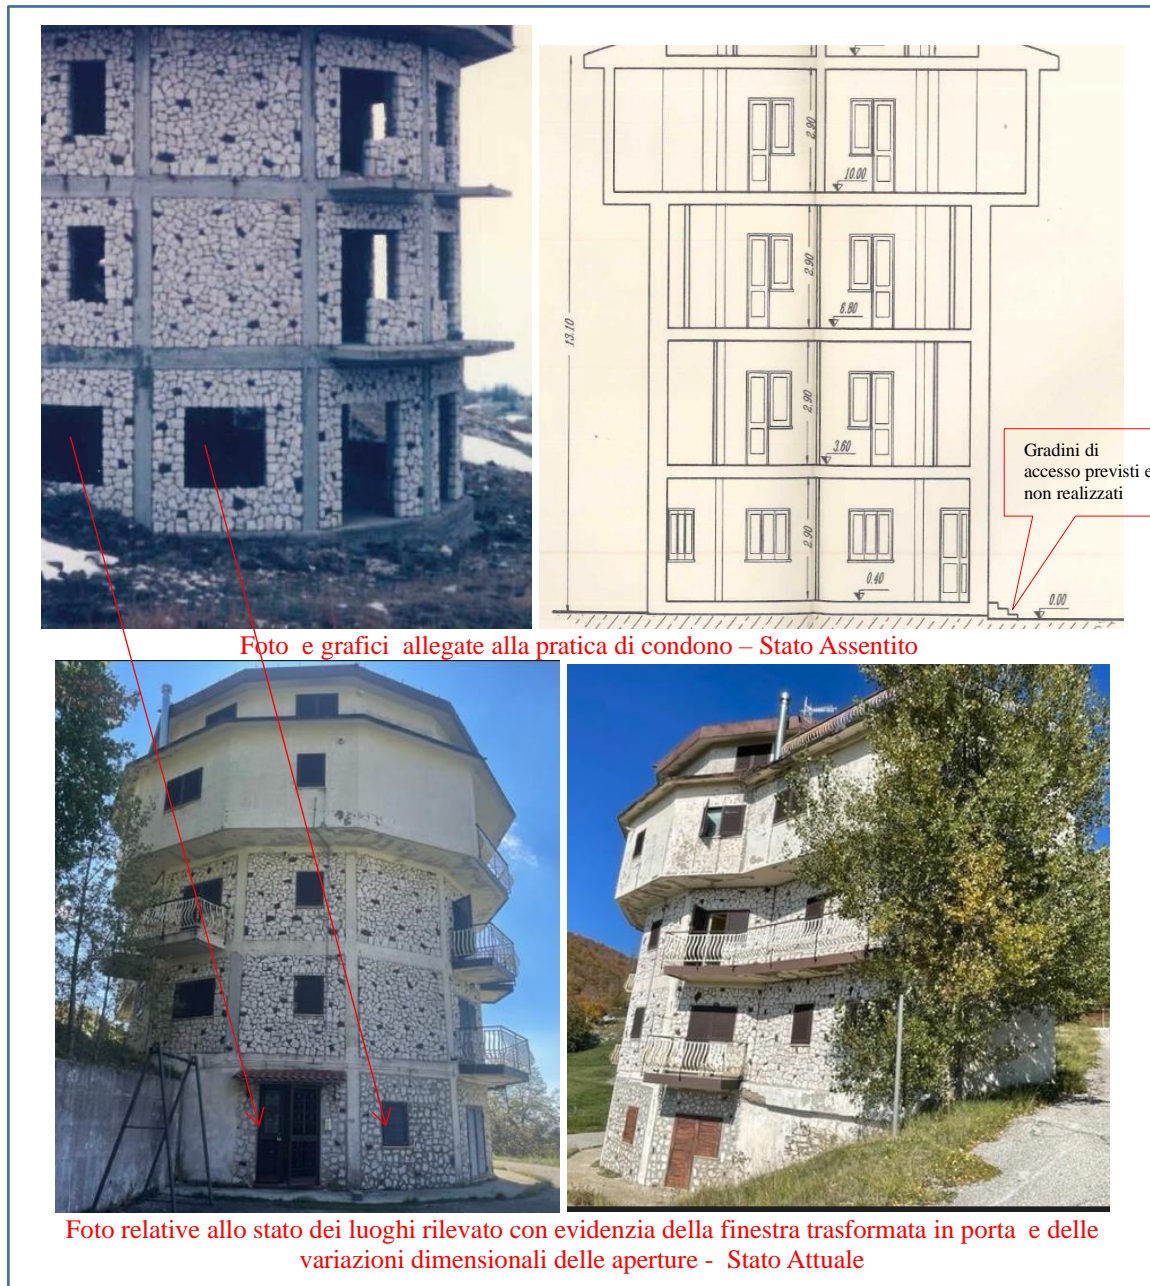 2.90
10.00
2.90
6.80
13.10
2.90
3.60
2.90
0.40
0.00
Gradini di
accesso previsti e
non realizzati
Foto e grafici allegate alla pratica di condono – Stato Assentito
Foto relative allo stato dei luoghi rilevato con evidenzia della finestra trasformata in porta e delle
variazioni dimensionali delle aperture - Stato Attuale